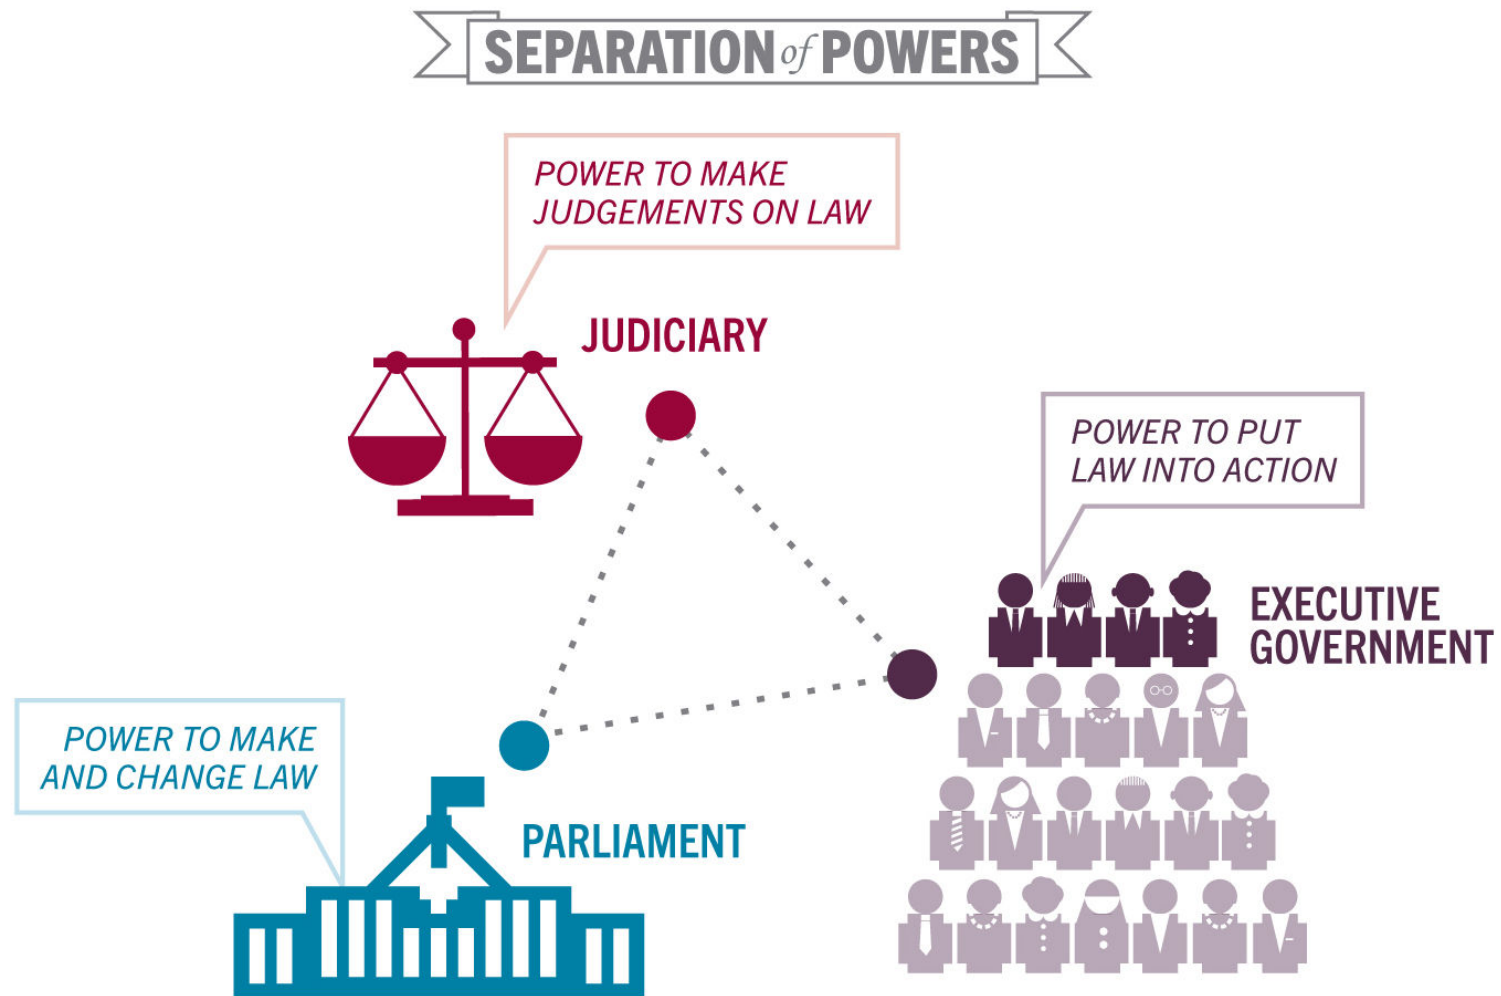 SEPARATION of POWERS
POWER TO MAKE
JUDGEMENTS ON LAW
JUDICIARY
POWER TO PUT
LAW INTO ACTION
EXECUTIVE
GOVERNMENT
POWER TO MAKE
AND CHANGE LAW
PARLIAMENT